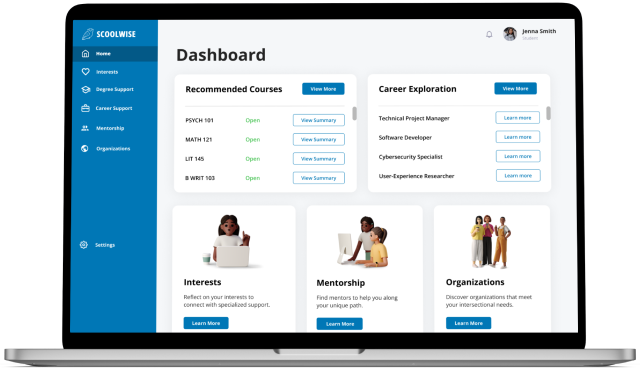 SCOOLWISE
Home
Interests
Degree Support
Career Support
Mentorship
Organizations
Settings
Jenna Smith
Student
Dashboard
Recommended Courses
View More
PSYCH 101 Open View Summary
MATH 121 Open View Summary
LIT 145 Open View Summary
B WRIT 103 Open View Summary
Career Exploration
View More
Technical Project Manager Learn more
Software Developer Learn more
Cybersecurity Specialist Learn more
User-Experience Researcher Learn more
Interests
Reflect on your interests to
connect with specialized support.
Learn More
Mentorship
Find mentors to help you along
your unique path.
Learn More
Organizations
Discover organizations that meet
your intersectional needs.
Learn More